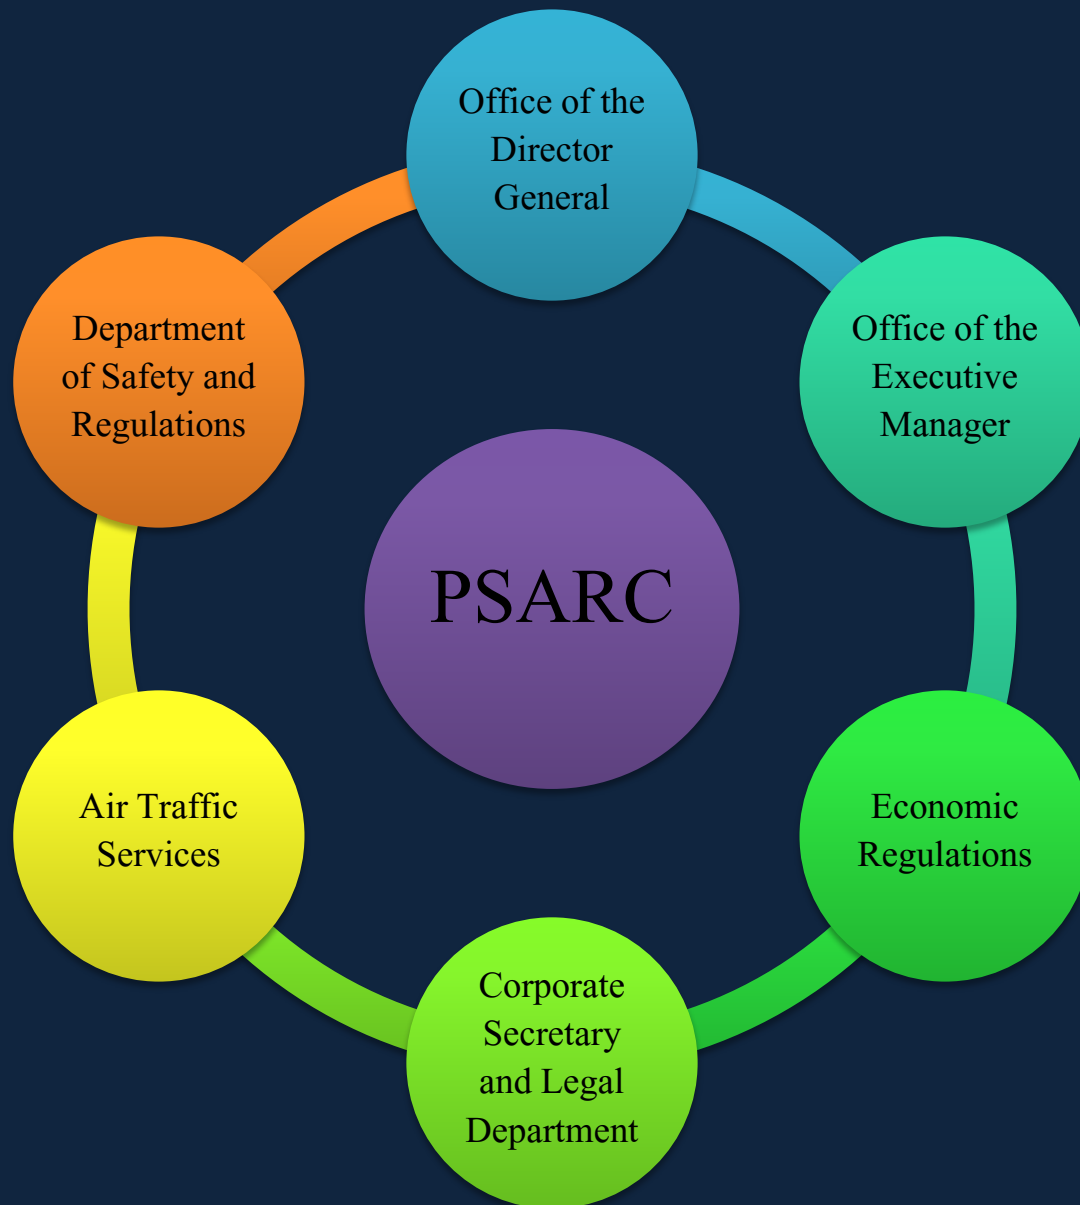 Office of the
Director
General
Office of the
Executive
Manager
Economic
Regulations
Corporate
Secretary
and Legal
Department
Air Traffic
Services
Department
of Safety and
Regulations
PSARC